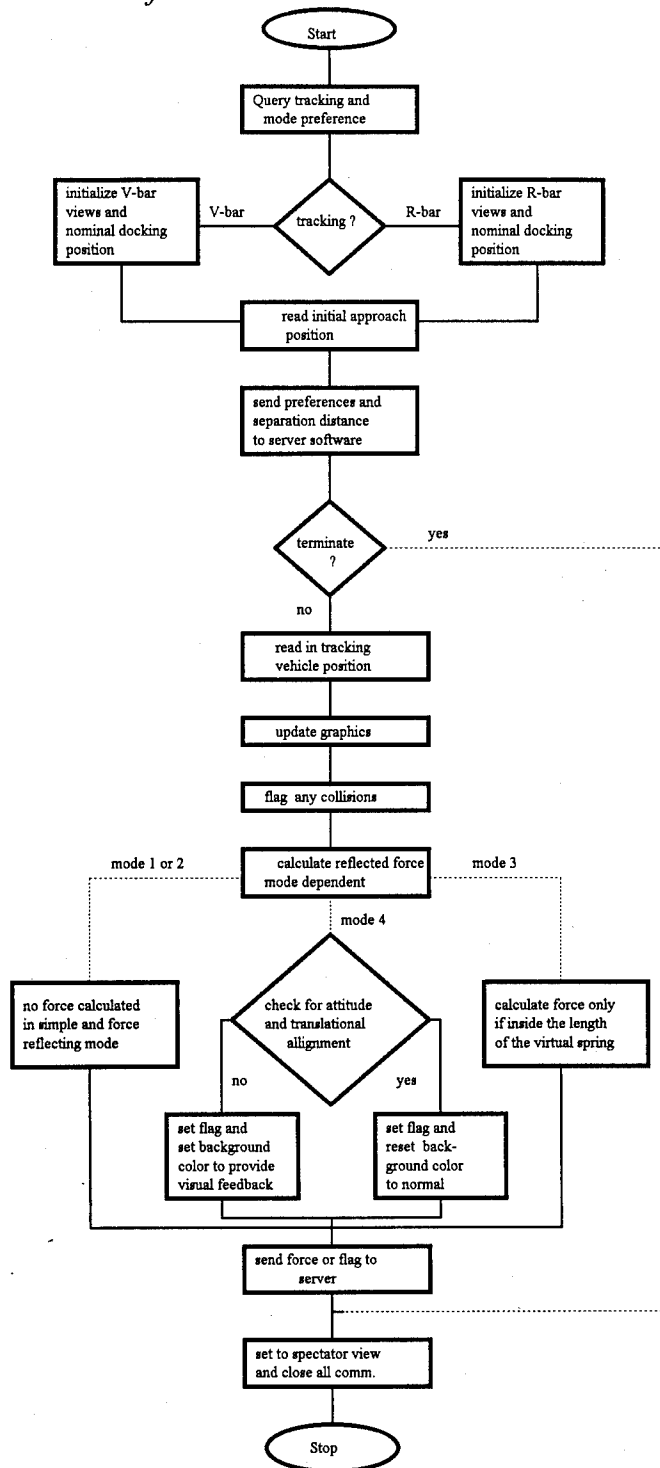 Start
Query tracking and
mode preference
initialize V-bar
views and
nominal docking
position
V-bar
tracking ?
R-bar
initialize R-bar
views and
nominal docking
position
read initial approach
position
send preferences and
separation distance
to server software
terminate
?
yes
no
read in tracking
vehicle position
update graphics
flag any collisions
mode 1 or 2
calculate reflected force
mode dependent
mode 3
mode 4
no force calculated
in simple and force
reflecting mode
check for attitude
and translational
allignment
calculate force only
if inside the length
of the virtual spring
no
yes
set flag and
set background
color to provide
visual feedback
set flag and
reset back-
ground color
to normal
send force or flag to
server
set to spectator view
and close all comm.
Stop